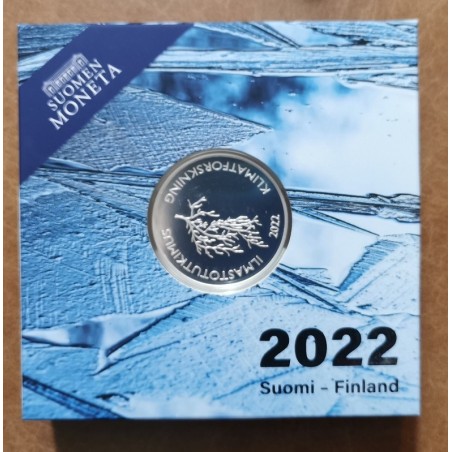 SUOMEN
MONETA
KLIMATFORSKNING
2022
ILMASTOTUTKIMUS
2022
Suomi - Finland